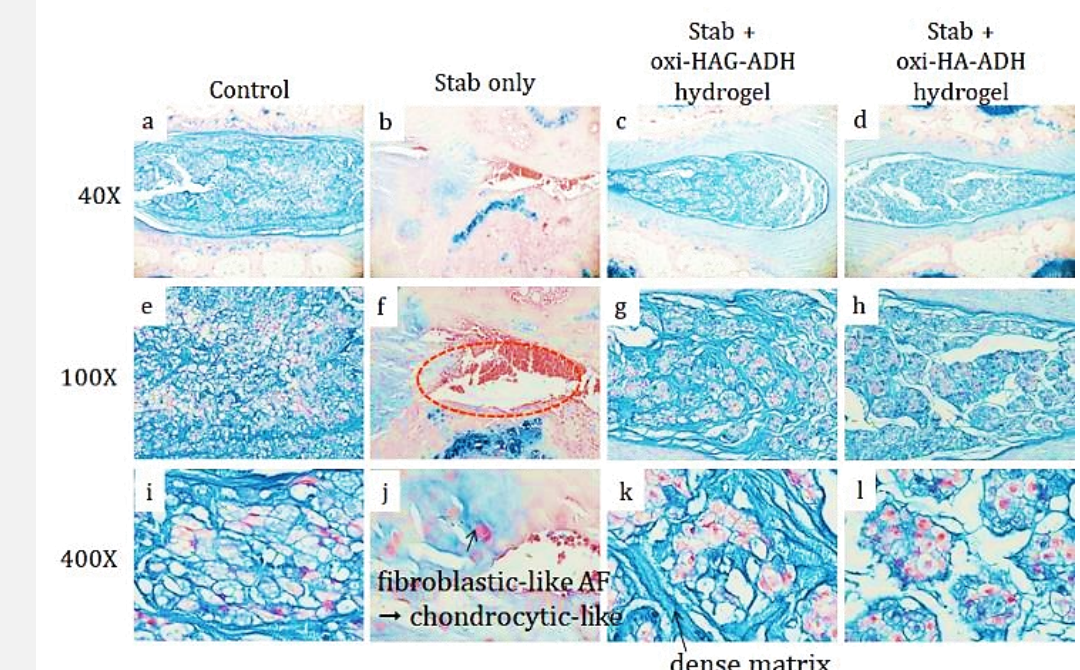 Control
Stab only
Stab +
oxi-HAG-ADH
hydrogel
Stab +
oxi-HA-ADH
hydrogel
40X
a
b
c
d
100X
e
f
g
h
400X
i
j
k
l
fibroblastic-like AF
→ chondrocytic-like
dense matrix